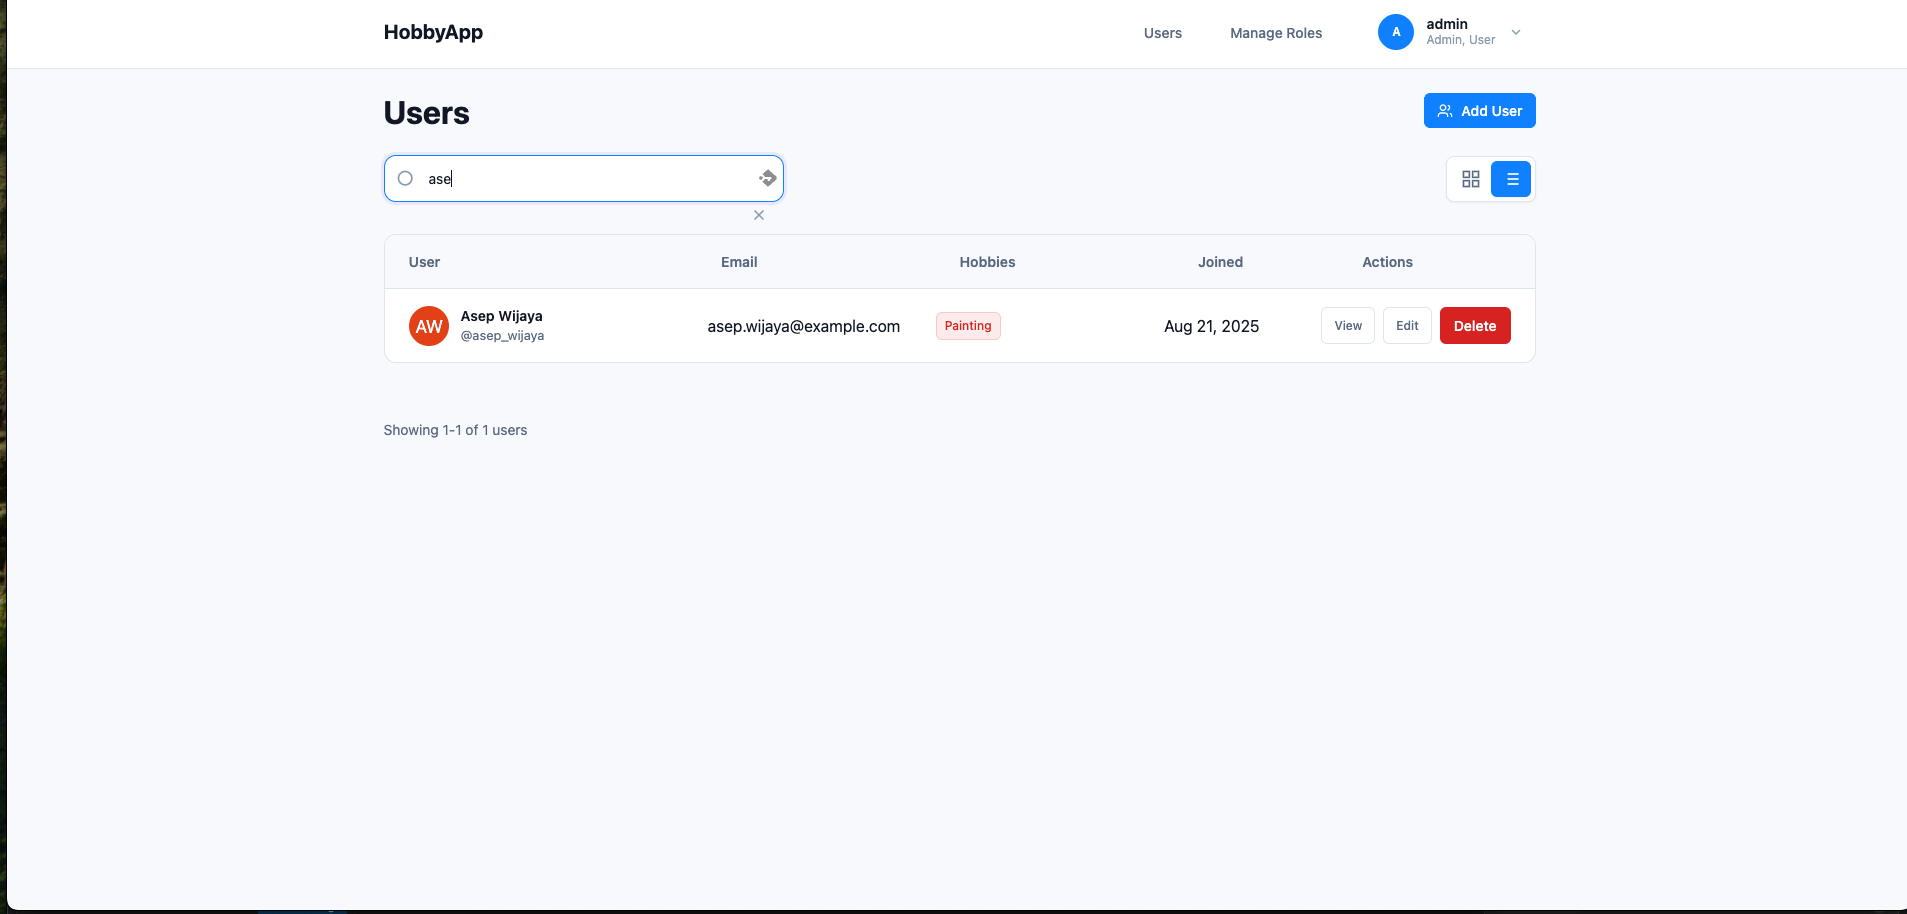 HobbyApp
Users
Manage Roles
A
admin
Admin, User
Users
Add User
ase
User Email Hobbies Joined Actions
AW
Asep Wijaya
@asep_wijaya
asep.wijaya@example.com
Painting
Aug 21, 2025
View
Edit
Delete
Showing 1-1 of 1 users